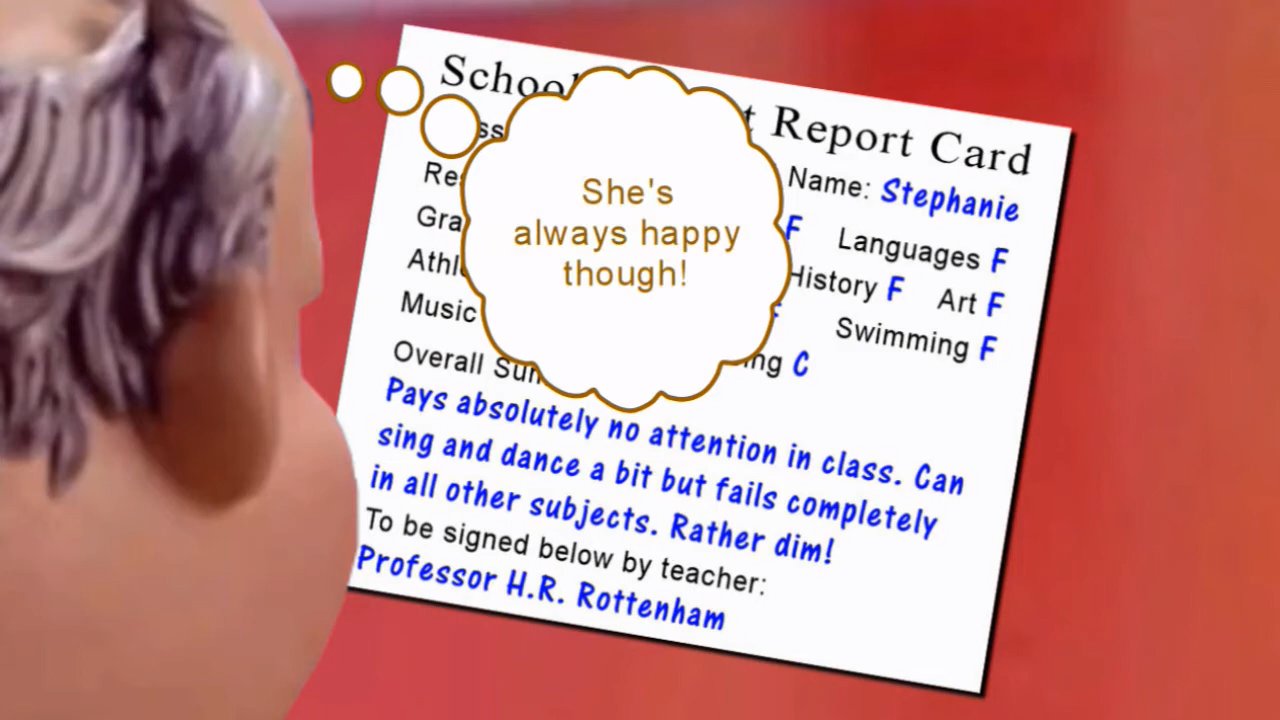 Report Card
Name: Stephanie
F Languages F
History F Art F
Music
Swimming F
Overall C
Pays absolutely no attention in class. Can
sing and dance a bit but fails completely
in all other subjects. Rather dim!
To be signed below by teacher:
Professor H.R. Rottenham
She's
always happy
though!